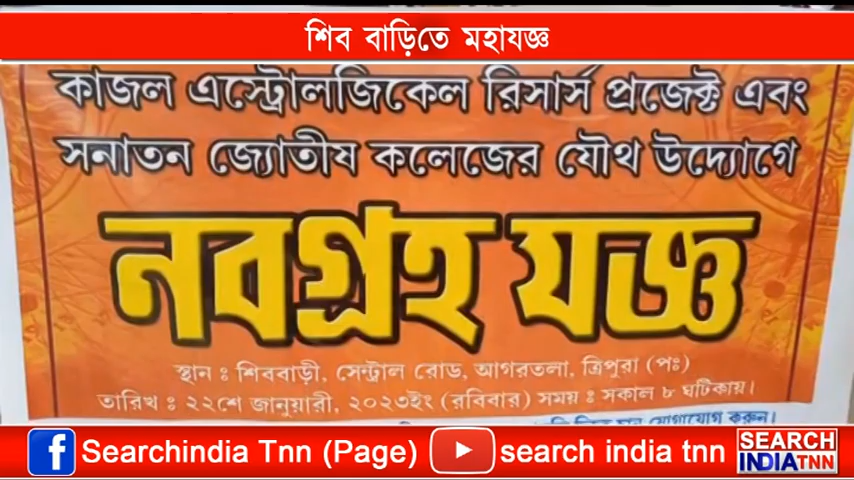 শিব বাড়িতে মহাযজ্ঞ
কাজল এস্ট্রোলজিকেল রিসার্স প্রজেক্ট এবং
সনাতন জ্যোতীষ কলেজের যৌথ উদ্যোগে
নবগ্রহ যজ্ঞ
স্থান : শিববাড়ী, সেন্ট্রাল রোড, আগরতলা, ত্রিপুরা (পঃ)
তারিখ : ২২শে জানুয়ারী, ২০২৩ইং (রবিবার) সময় : সকাল ৮ ঘটিকায়।
যোগাযোগ করুন।
Searchindia Tnn (Page)
search india tnn
SEARCH
INDIATNN